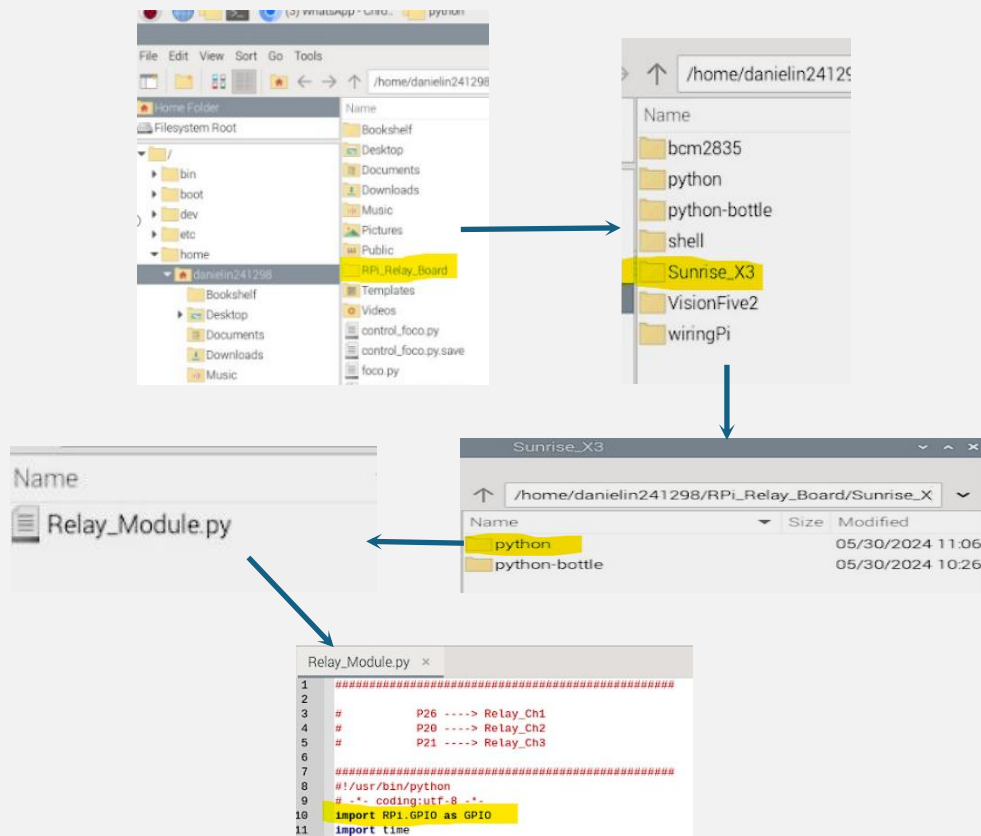 (3) WhatsApp - Chro..
python
File Edit View Sort Go Tools
/home/danielin241298
Home Folder
Filesystem Root
/
bin
boot
dev
etc
home
danielin241298
Bookshelf
Desktop
Documents
Downloads
Music
Name
Bookshelf
Desktop
Documents
Downloads
Music
Pictures
Public
RPi_Relay_Board
Templates
Videos
control_foco.py
control_foco.py.save
foco.py
/home/danielin24129
Name
bcm2835
python
python-bottle
shell
Sunrise_X3
VisionFive2
wiringPi
Name
Relay_Module.py
Sunrise_X3
/home/danielin241298/RPi_Relay_Board/Sunrise_X
Name Size Modified
python 05/30/2024 11:06
python-bottle 05/30/2024 10:26
Relay_Module.py ×
1 ##################################################
2
3 # P26 ----> Relay_Ch1
4 # P20 ----> Relay_Ch2
5 # P21 ----> Relay_Ch3
6
7 ##################################################
8 #!/usr/bin/python
9 # -*- coding:utf-8 -*-
10 import RPi.GPIO as GPIO
11 import time